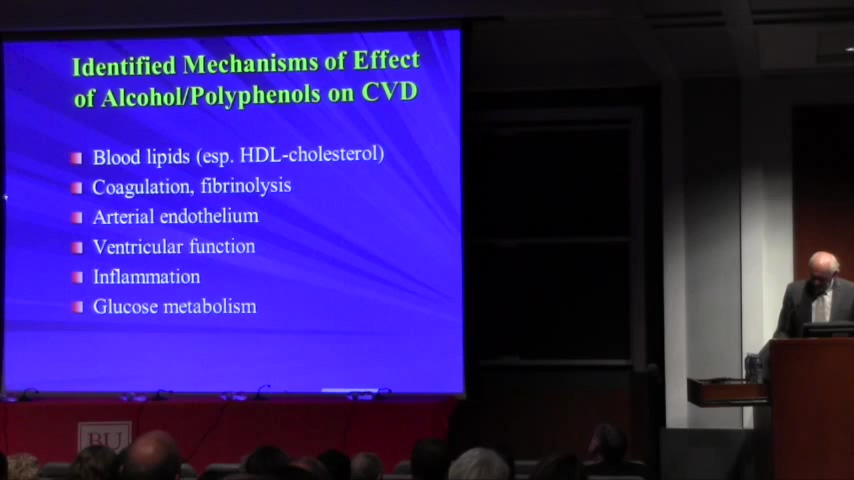 Identified Mechanisms of Effect
of Alcohol/Polyphenols on CVD
Blood lipids (esp. HDL-cholesterol)
Coagulation, fibrinolysis
Arterial endothelium
Ventricular function
Inflammation
Glucose metabolism
BU